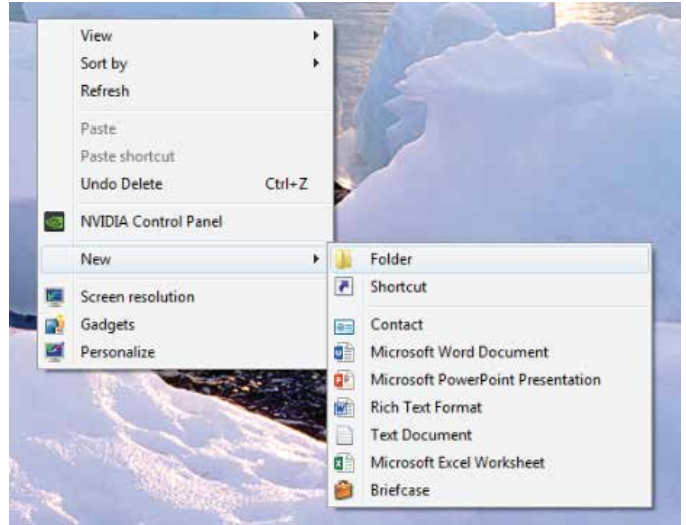 View
Sort by
Refresh
Paste
Paste shortcut
Undo Delete Ctrl+Z
NVIDIA Control Panel
New
Screen resolution
Gadgets
Personalize
Folder
Shortcut
Contact
Microsoft Word Document
Microsoft PowerPoint Presentation
Rich Text Format
Text Document
Microsoft Excel Worksheet
Briefcase